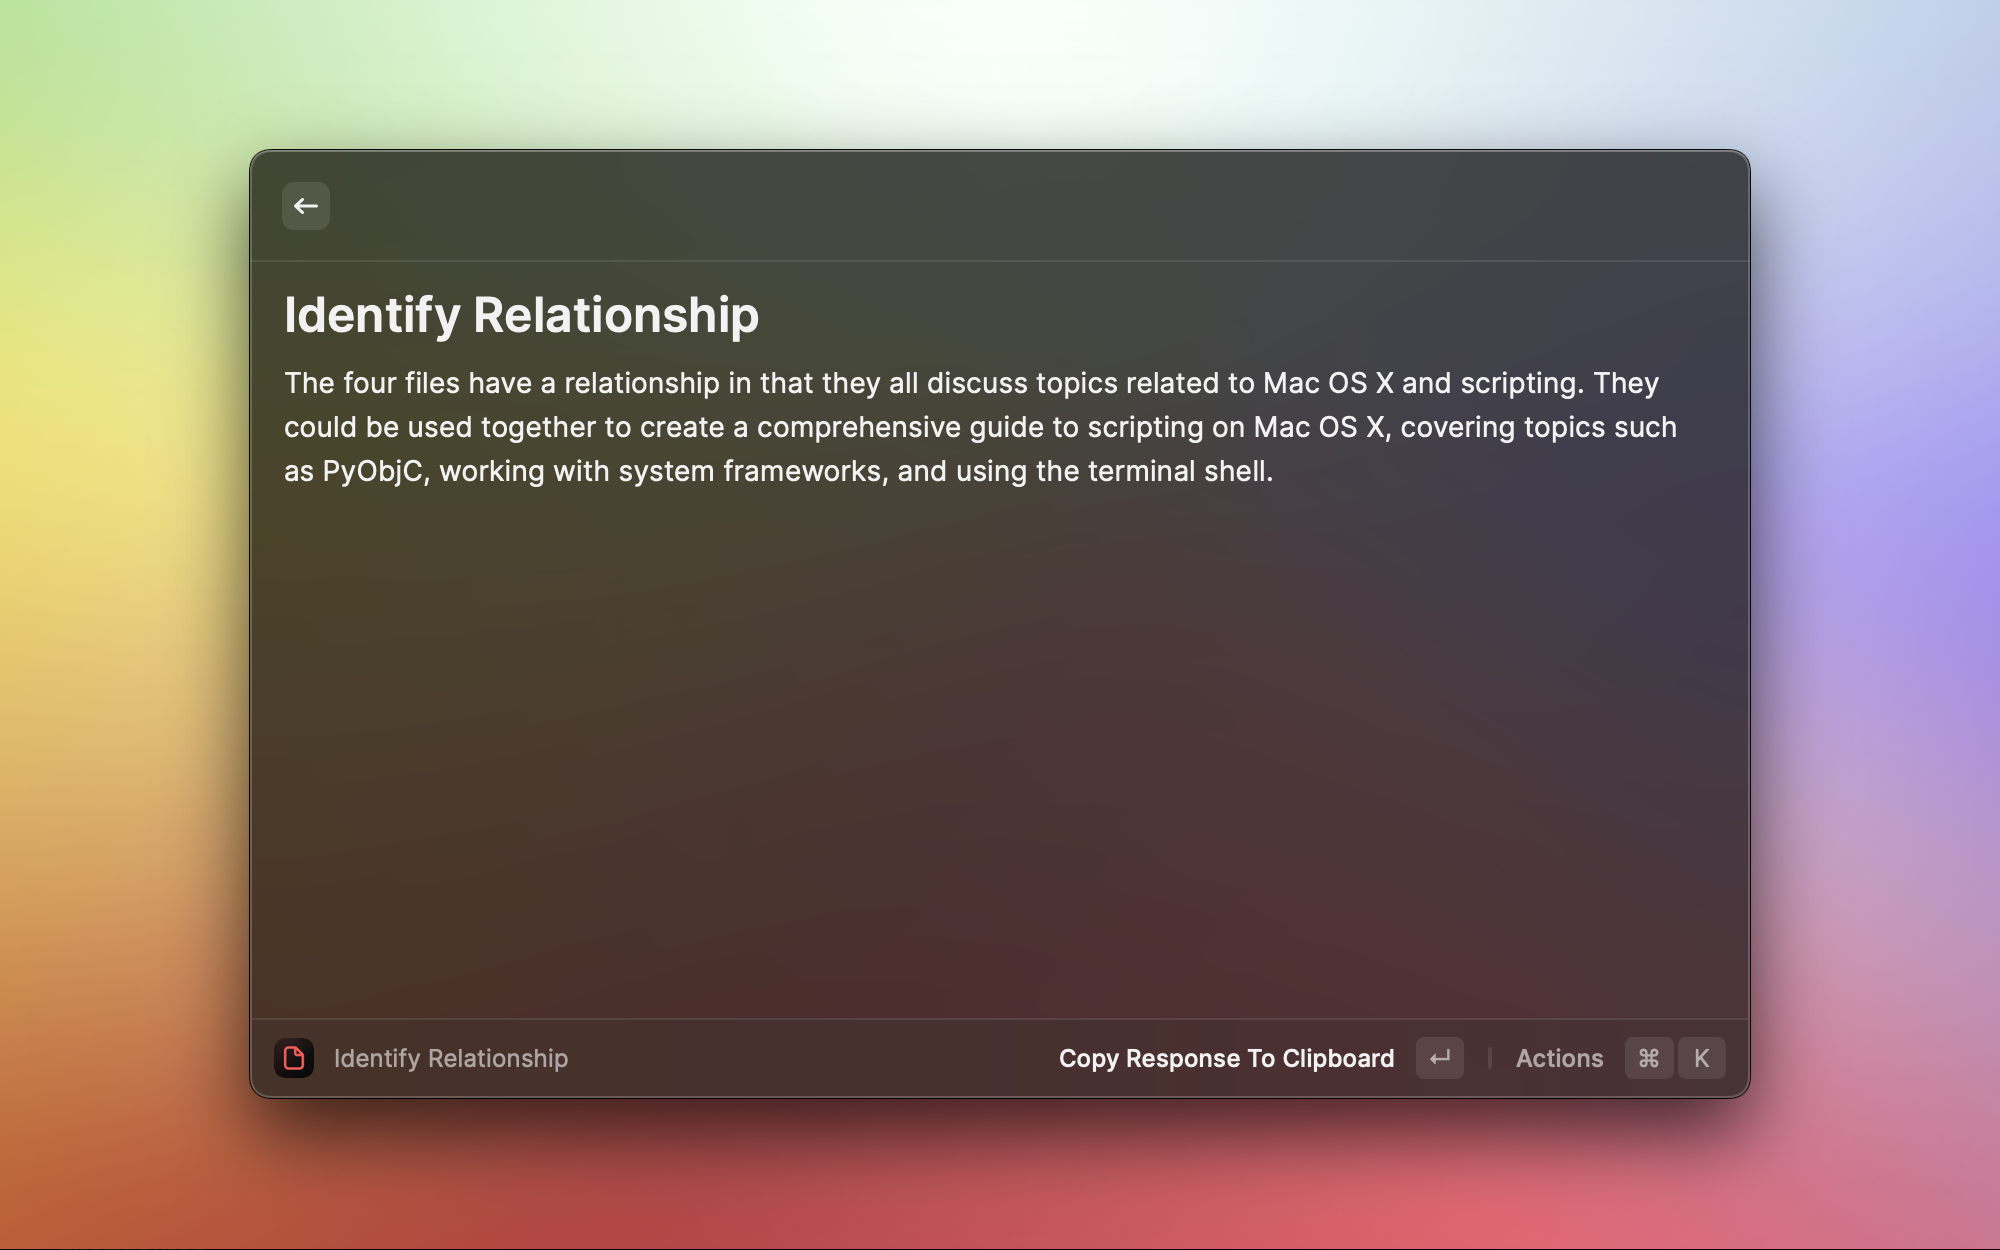 Identify Relationship
The four files have a relationship in that they all discuss topics related to Mac OS X and scripting. They
could be used together to create a comprehensive guide to scripting on Mac OS X, covering topics such
as PyObjC, working with system frameworks, and using the terminal shell.
Identify Relationship
Copy Response To Clipboard ↵ | Actions ⌘ K